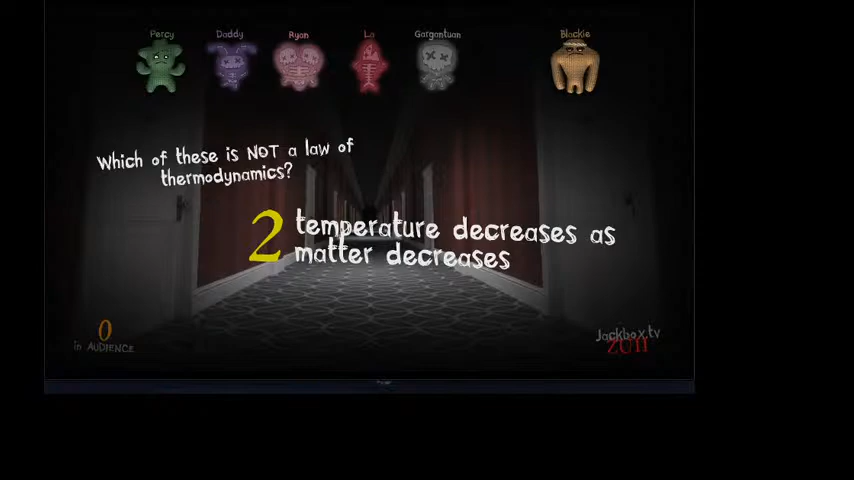 Percy Daddy Ryan La Gargantuan Blackie
Which of these is NOT a law of
thermodynamics?
2 temperature decreases as
matter decreases
0
in AUDIENCE
Jackbox.tv